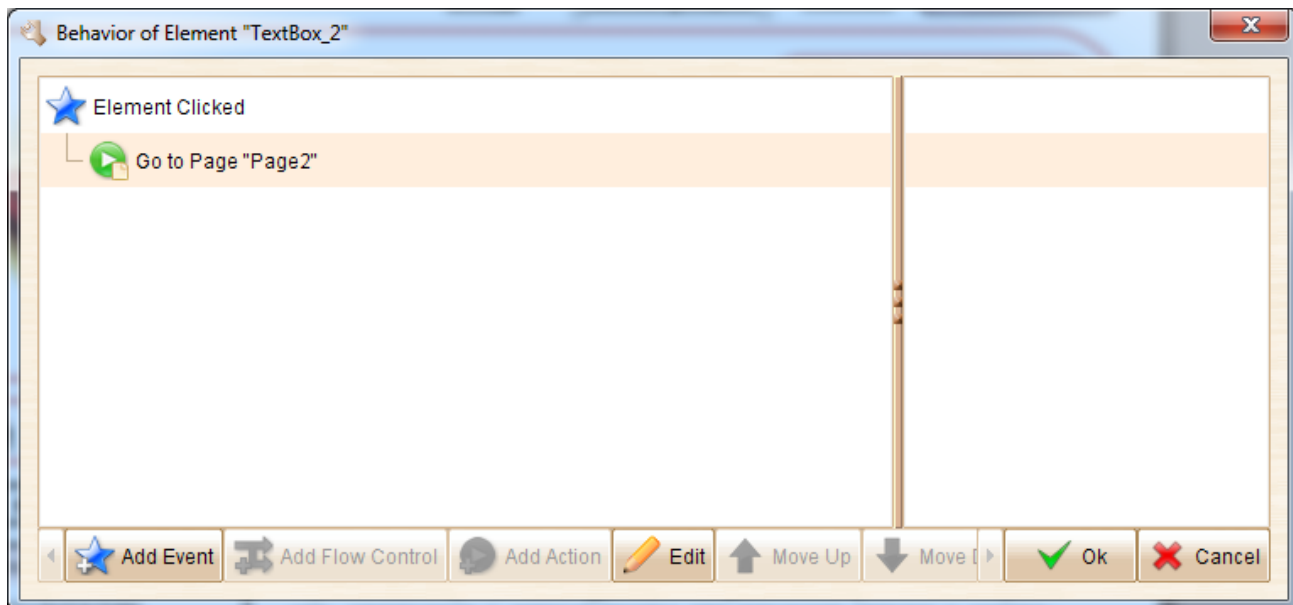 Behavior of Element "TextBox_2"
Element Clicked
Go to Page "Page2"
Add Event Add Flow Control Add Action Edit Move Up Move Ok Cancel